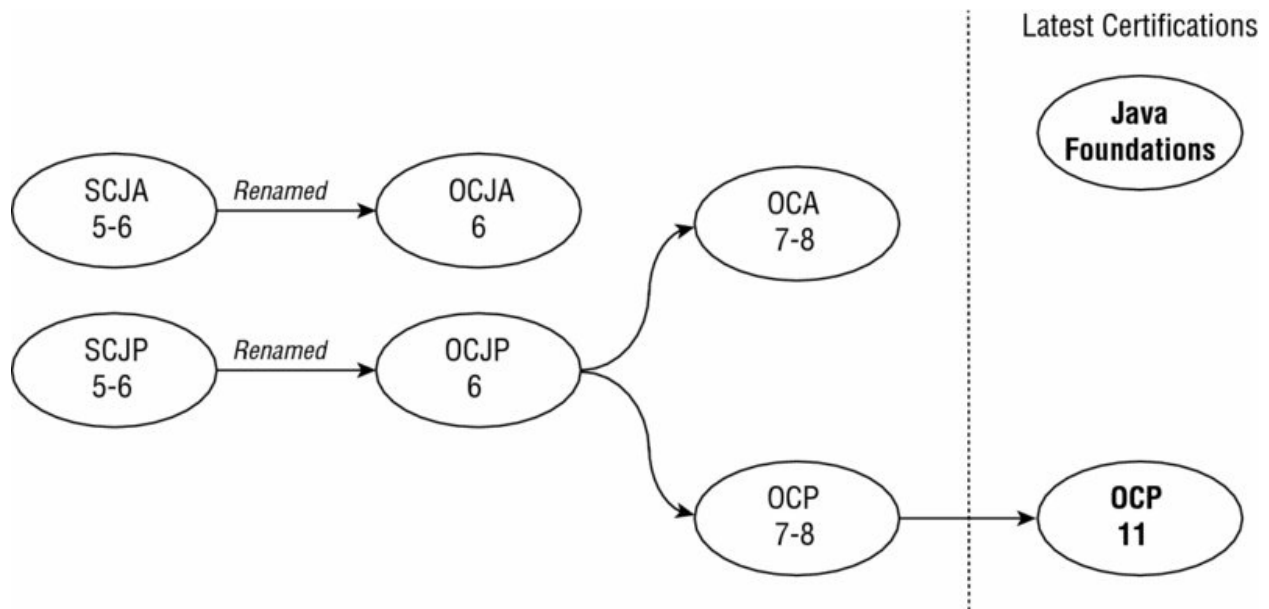 Latest Certifications
Java
Foundations
SCJA
5-6
Renamed
OCJA
6
OCA
7-8
SCJP
5-6
Renamed
OCJP
6
OCP
7-8
OCP
11